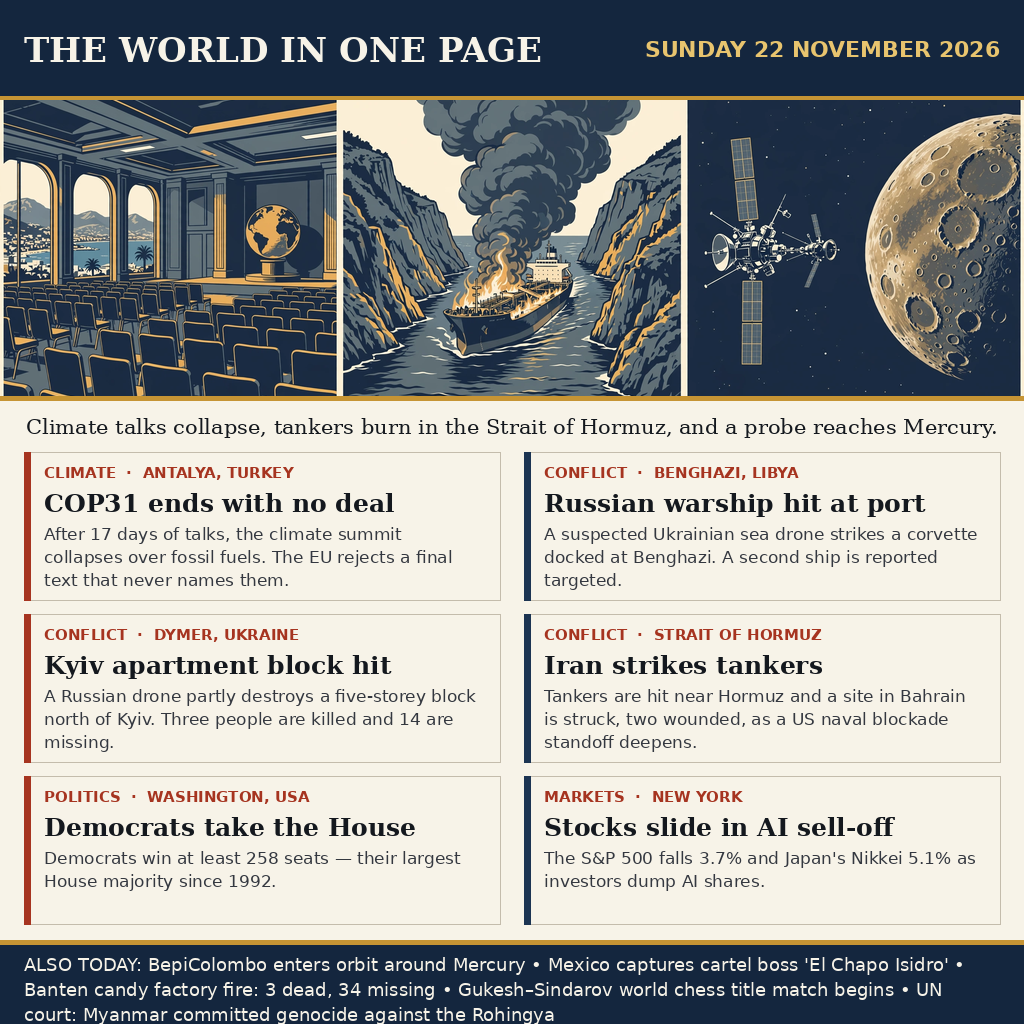 THE WORLD IN ONE PAGE
SUNDAY 22 NOVEMBER 2026
Climate talks collapse, tankers burn in the Strait of Hormuz, and a probe reaches Mercury.
CLIMATE · ANTALYA, TURKEY
COP31 ends with no deal
After 17 days of talks, the climate summit
collapses over fossil fuels. The EU rejects a final
text that never names them.
CONFLICT · BENGHAZI, LIBYA
Russian warship hit at port
A suspected Ukrainian sea drone strikes a corvette
docked at Benghazi. A second ship is reported
targeted.
CONFLICT · DYMER, UKRAINE
Kyiv apartment block hit
A Russian drone partly destroys a five-storey block
north of Kyiv. Three people are killed and 14 are
missing.
CONFLICT · STRAIT OF HORMUZ
Iran strikes tankers
Tankers are hit near Hormuz and a site in Bahrain
is struck, two wounded, as a US naval blockade
standoff deepens.
POLITICS · WASHINGTON, USA
Democrats take the House
Democrats win at least 258 seats — their largest
House majority since 1992.
MARKETS · NEW YORK
Stocks slide in AI sell-off
The S&P 500 falls 3.7% and Japan's Nikkei 5.1% as
investors dump AI shares.
ALSO TODAY: BepiColombo enters orbit around Mercury • Mexico captures cartel boss 'El Chapo Isidro' •
Banten candy factory fire: 3 dead, 34 missing • Gukesh–Sindarov world chess title match begins • UN
court: Myanmar committed genocide against the Rohingya